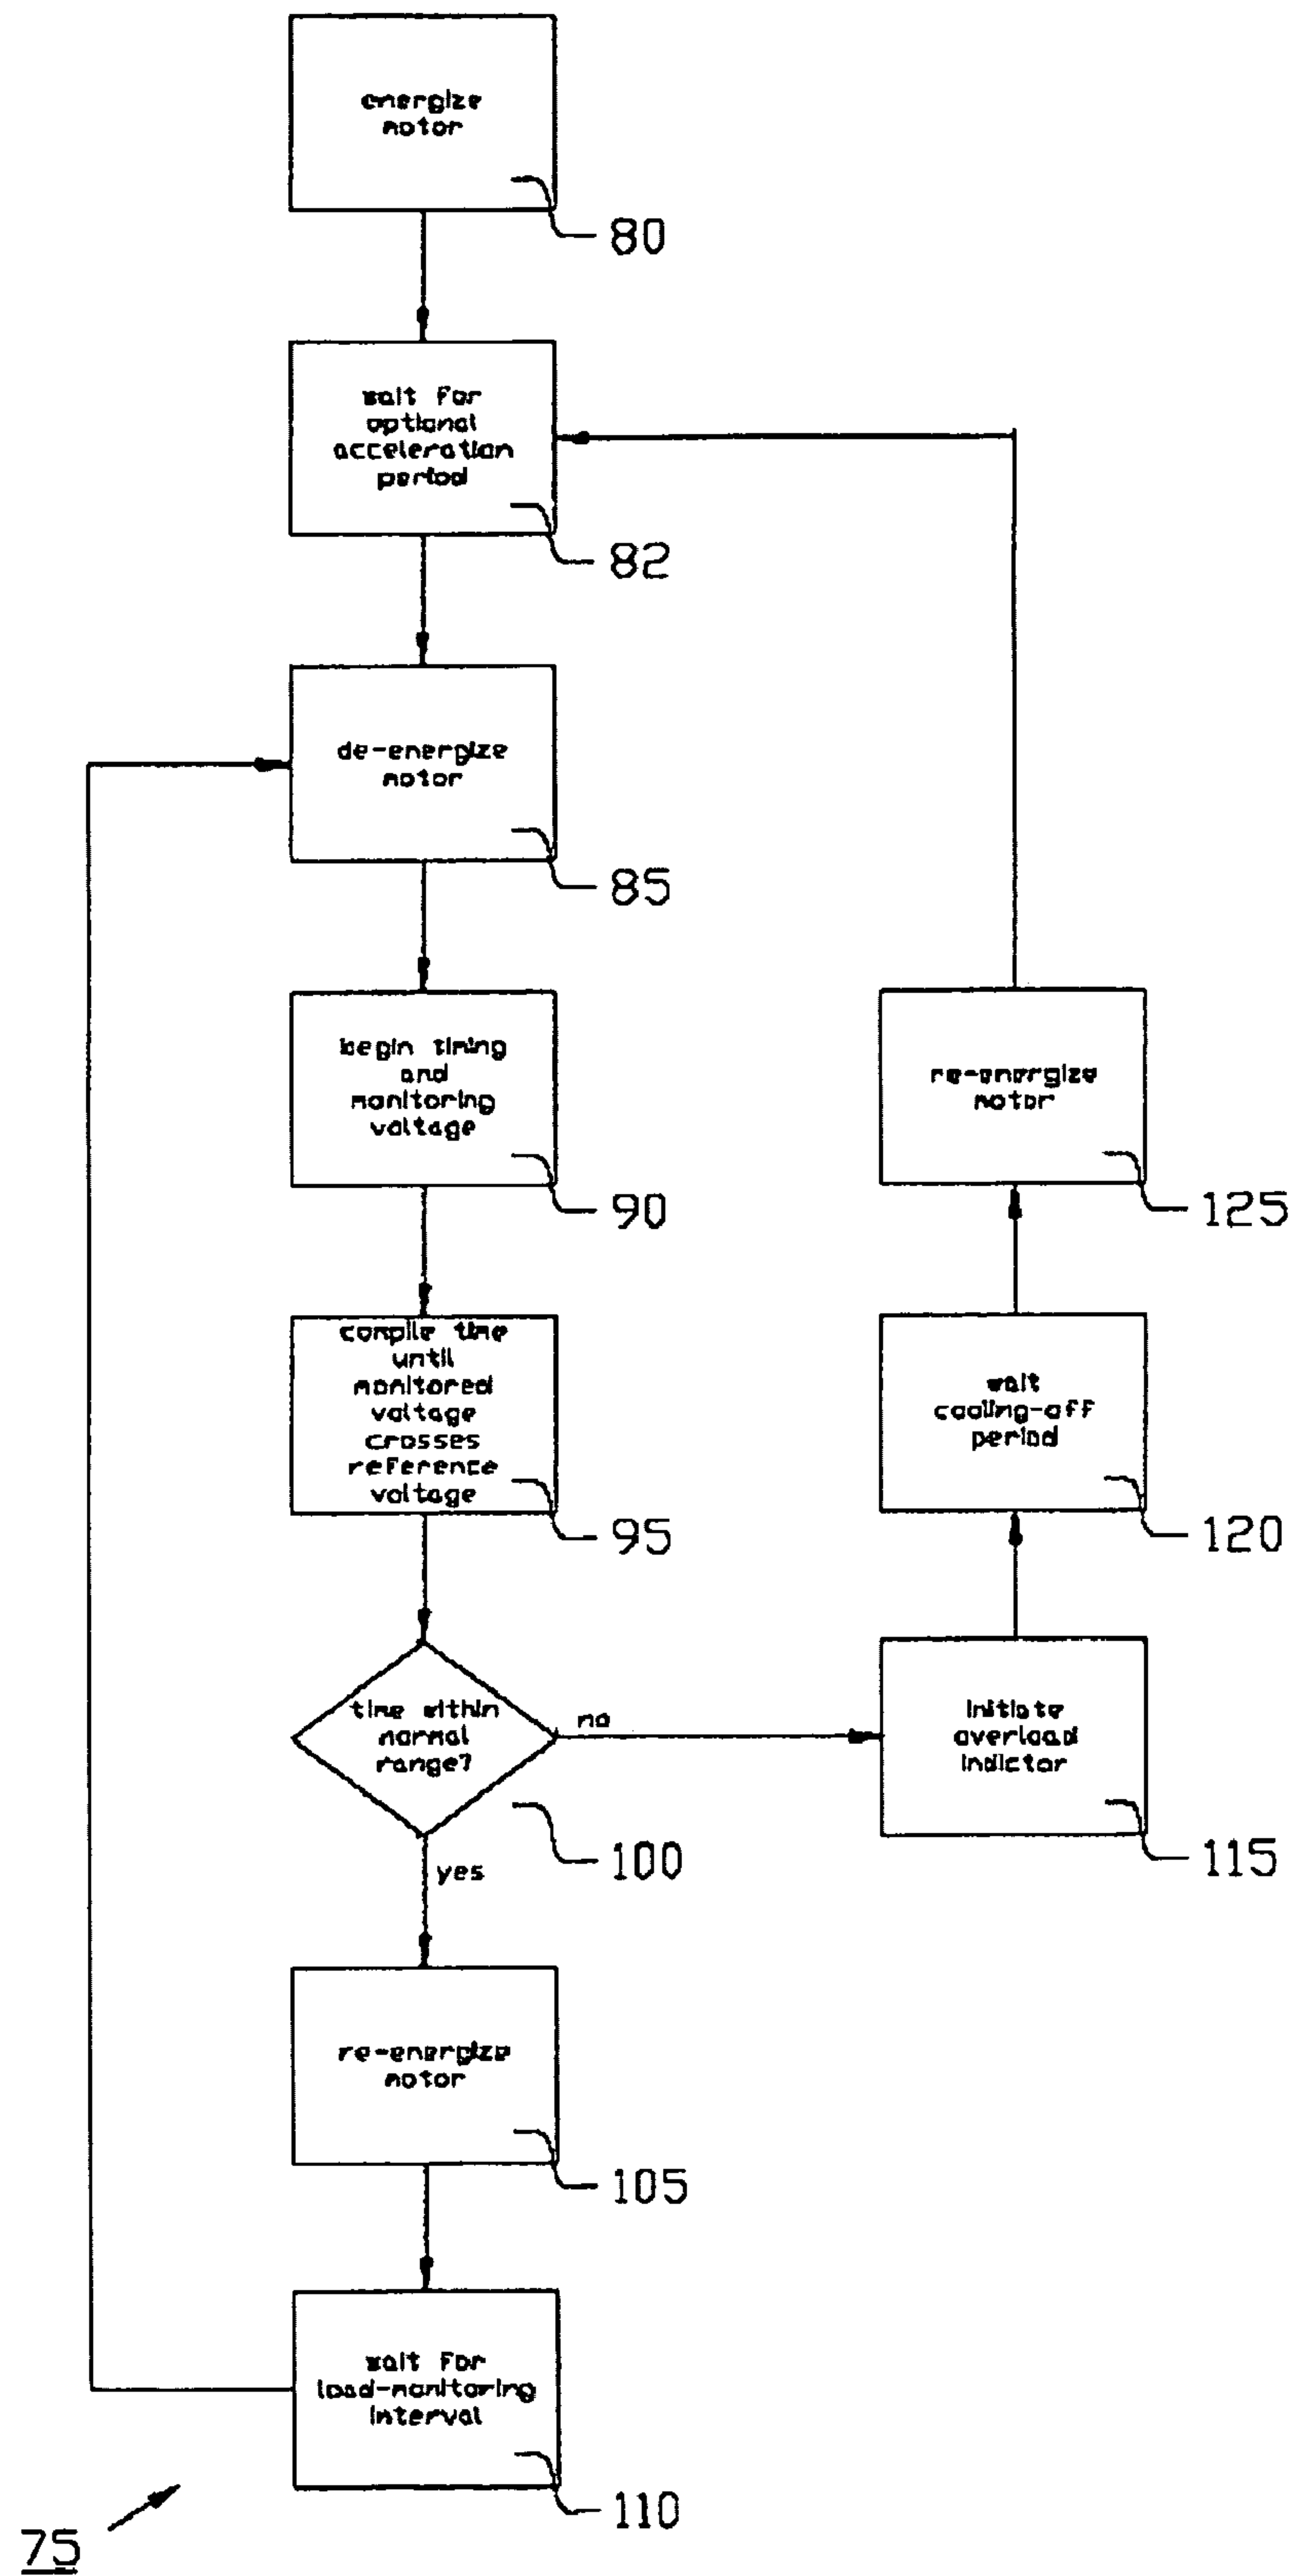 energize
motor
80
wait for
optional
acceleration
period
82
de-energize
motor
85
begin timing
and
monitoring
voltage
90
compile time
until
monitored
voltage
crosses
reference
voltage
95
time within
normal
range?
100
no
yes
re-energize
motor
105
wait for
load-monitoring
interval
110
initiate
overload
indictor
115
wait
cooling-off
period
120
re-energize
motor
125
75